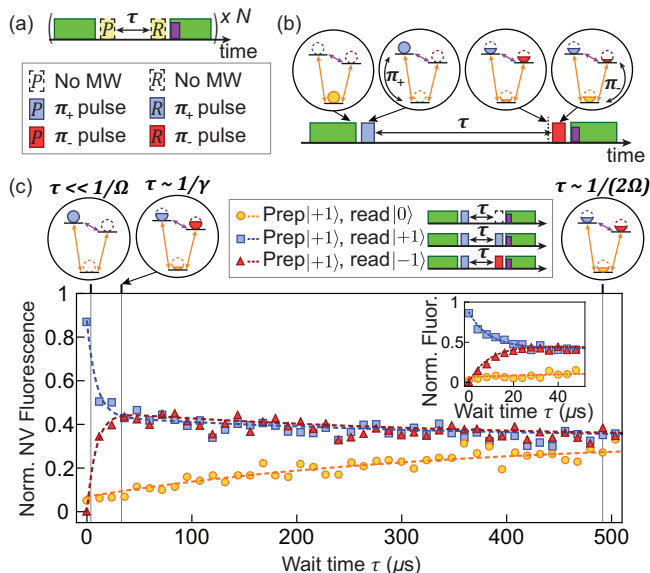 (a)
P
τ
R
x N
time
P No MW
R No MW
P π+ pulse
R π+ pulse
P π- pulse
R π- pulse
(b)
π+
π-
τ
time
(c)
τ << 1/Ω
τ ~ 1/γ
τ ~ 1/(2Ω)
Prep|+1⟩, read|0⟩
Prep|+1⟩, read|+1⟩
Prep|+1⟩, read|−1⟩
τ
τ
τ
Norm. NV Fluorescence
1
0.8
0.6
0.4
0.2
0
0
100
200
300
400
500
Wait time τ (μs)
Norm. Fluor.
1
0.5
0
0
20
40
Wait time τ (μs)